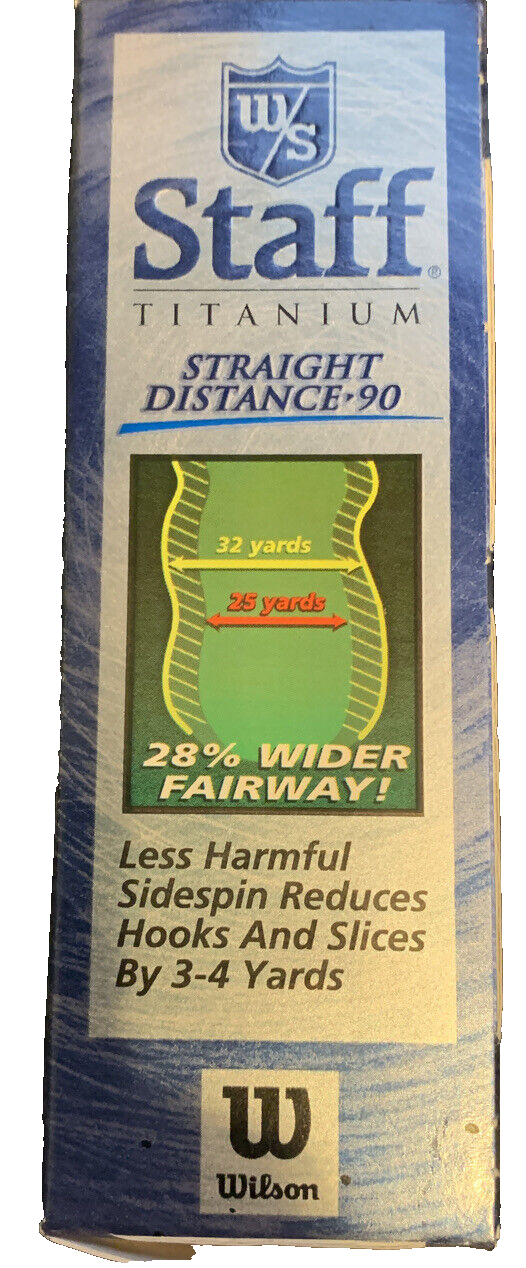 W/S
Staff®
TITANIUM
STRAIGHT
DISTANCE•90
32 yards
25 yards
28% WIDER
FAIRWAY!
Less Harmful
Sidespin Reduces
Hooks And Slices
By 3-4 Yards
W
Wilson